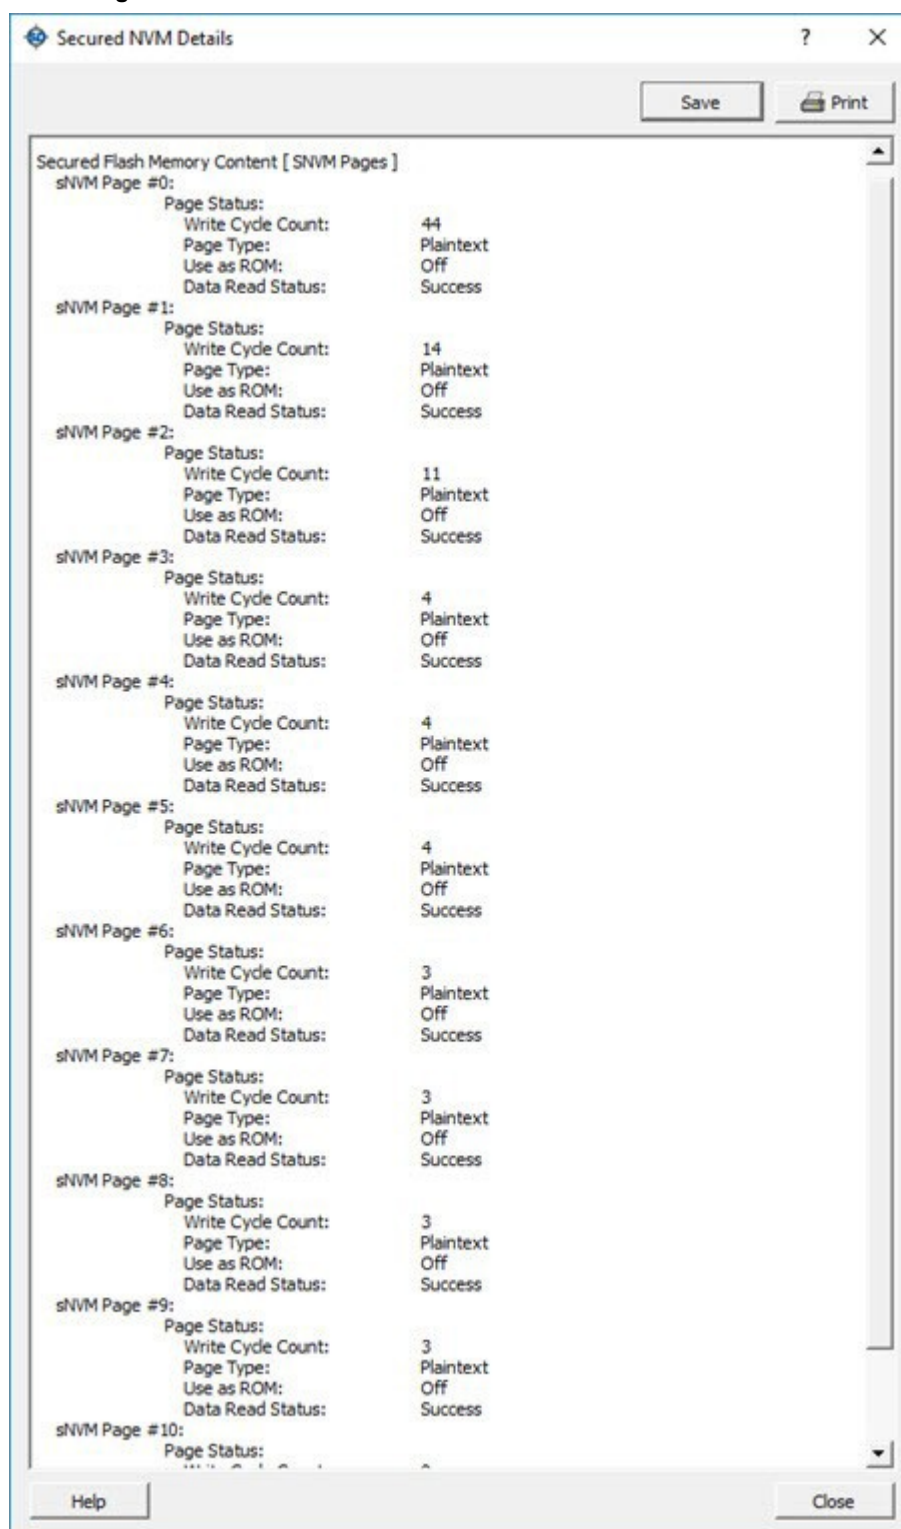 Secured NVM Details ? X
Save Print
Secured Flash Memory Content [ SNVM Pages ]
sNVM Page #0:
Page Status:
Write Cycle Count: 44
Page Type: Plaintext
Use as ROM: Off
Data Read Status: Success
sNVM Page #1:
Page Status:
Write Cycle Count: 14
Page Type: Plaintext
Use as ROM: Off
Data Read Status: Success
sNVM Page #2:
Page Status:
Write Cycle Count: 11
Page Type: Plaintext
Use as ROM: Off
Data Read Status: Success
sNVM Page #3:
Page Status:
Write Cycle Count: 4
Page Type: Plaintext
Use as ROM: Off
Data Read Status: Success
sNVM Page #4:
Page Status:
Write Cycle Count: 4
Page Type: Plaintext
Use as ROM: Off
Data Read Status: Success
sNVM Page #5:
Page Status:
Write Cycle Count: 4
Page Type: Plaintext
Use as ROM: Off
Data Read Status: Success
sNVM Page #6:
Page Status:
Write Cycle Count: 3
Page Type: Plaintext
Use as ROM: Off
Data Read Status: Success
sNVM Page #7:
Page Status:
Write Cycle Count: 3
Page Type: Plaintext
Use as ROM: Off
Data Read Status: Success
sNVM Page #8:
Page Status:
Write Cycle Count: 3
Page Type: Plaintext
Use as ROM: Off
Data Read Status: Success
sNVM Page #9:
Page Status:
Write Cycle Count: 3
Page Type: Plaintext
Use as ROM: Off
Data Read Status: Success
sNVM Page #10:
Page Status:
Help Close